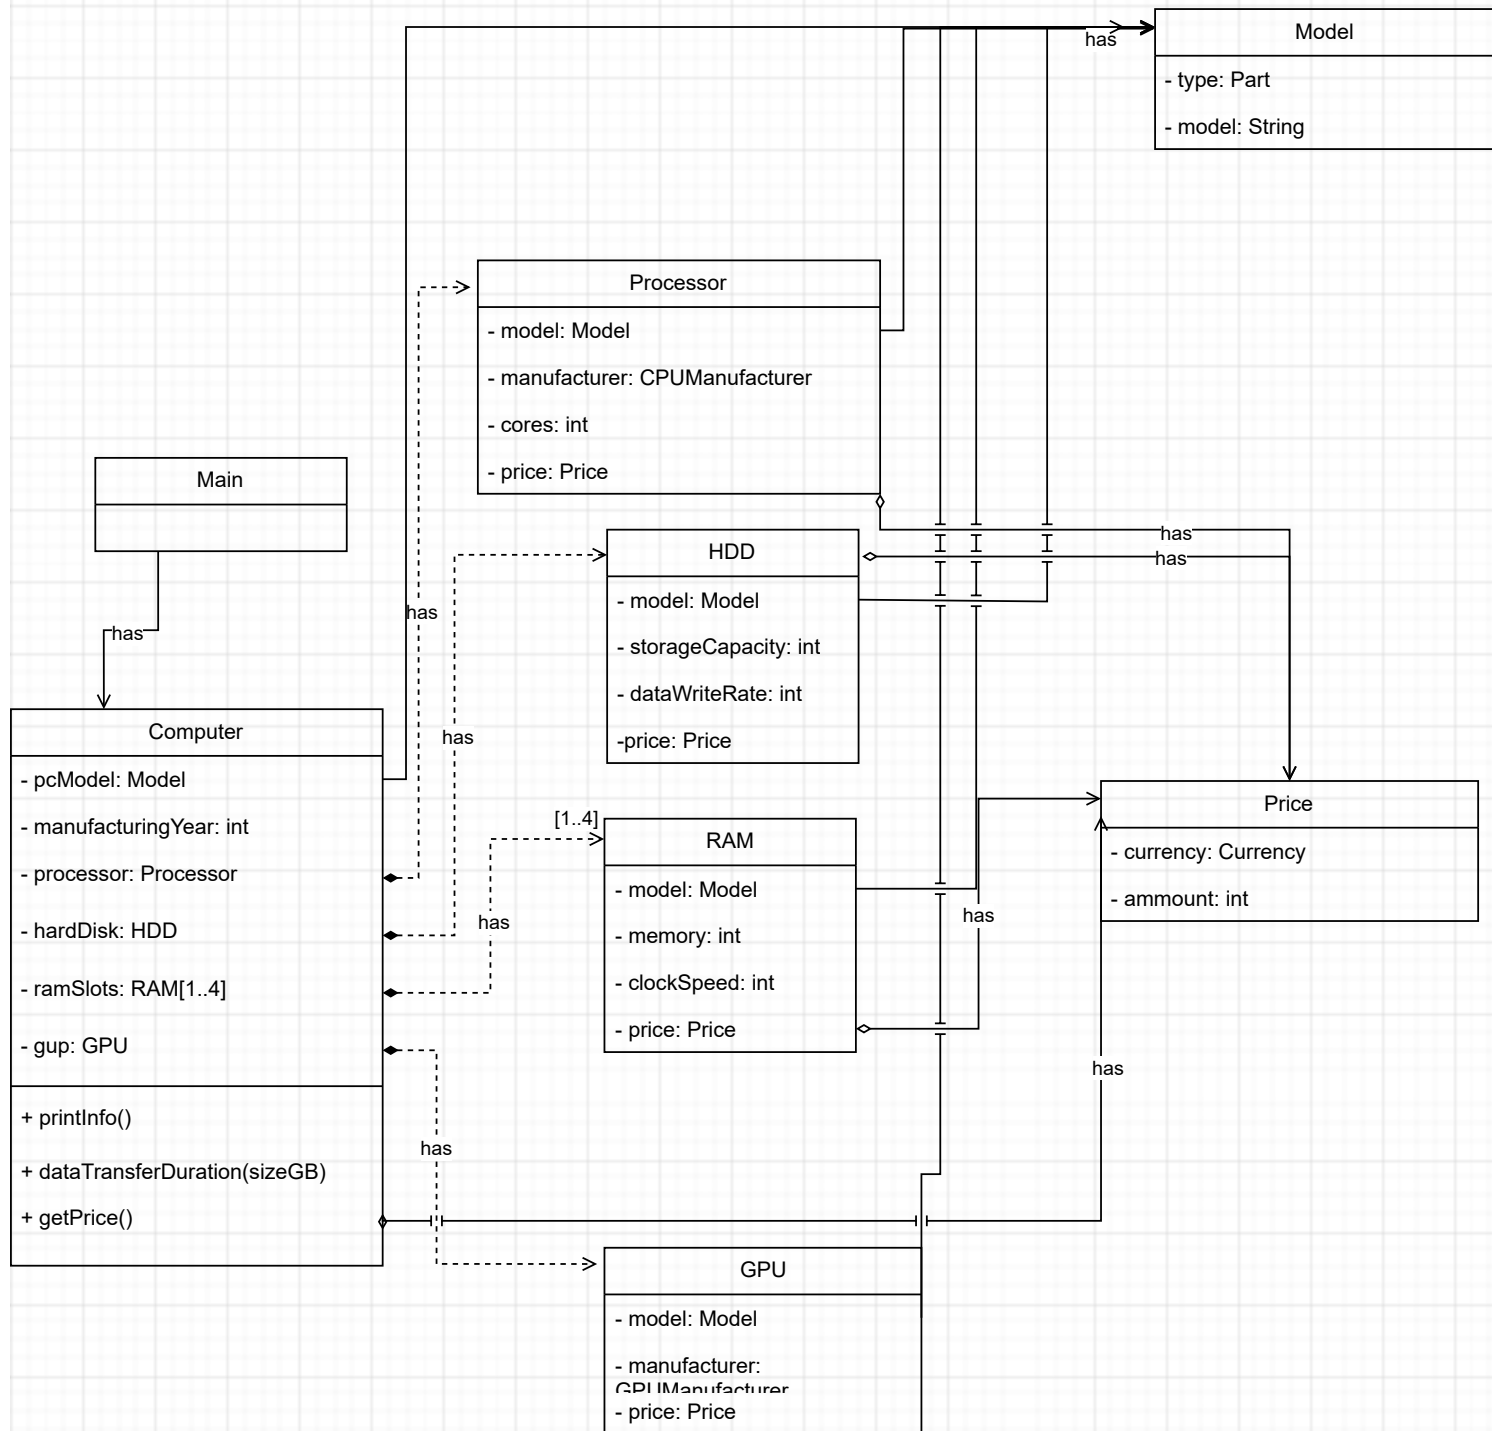 has
Model
- type: Part
- model: String
Processor
- model: Model
- manufacturer: CPUManufacturer
- cores: int
- price: Price
Main
has
has
has
HDD
- model: Model
- storageCapacity: int
- dataWriteRate: int
-price: Price
has
has
Computer
- pcModel: Model
- manufacturingYear: int
- processor: Processor
- hardDisk: HDD
- ramSlots: RAM[1..4]
- gup: GPU
+ printInfo()
+ dataTransferDuration(sizeGB)
+ getPrice()
has
[1..4]
has
RAM
- model: Model
- memory: int
- clockSpeed: int
- price: Price
has
Price
- currency: Currency
- ammount: int
has
has
GPU
- model: Model
- manufacturer:
GPUManufacturer
- price: Price